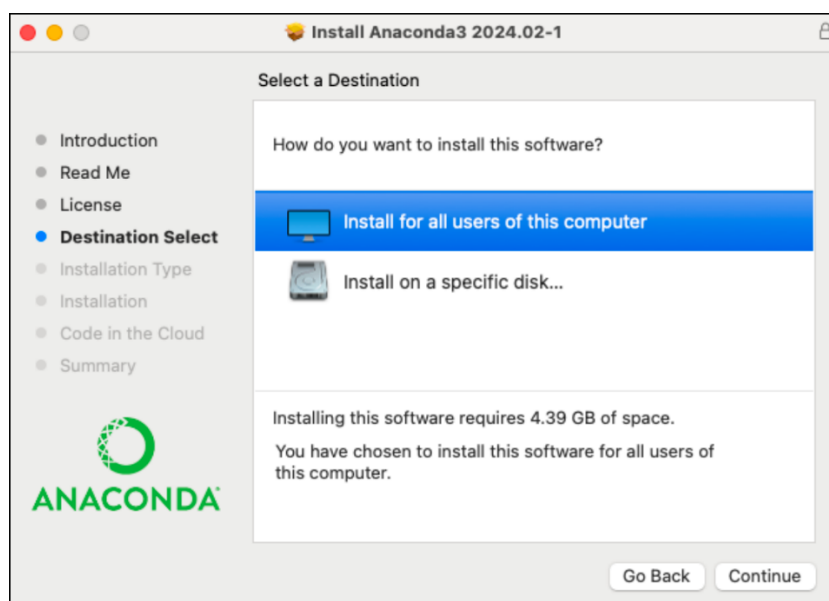 Install Anaconda3 2024.02-1
Select a Destination
Introduction
Read Me
License
Destination Select
Installation Type
Installation
Code in the Cloud
Summary
ANACONDA
How do you want to install this software?
Install for all users of this computer
Install on a specific disk...
Installing this software requires 4.39 GB of space.
You have chosen to install this software for all users of
this computer.
Go Back
Continue